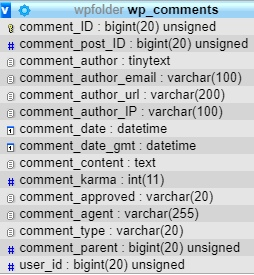 v wpfolder wp_comments
comment_ID : bigint(20) unsigned
# comment_post_ID : bigint(20) unsigned
comment_author : tinytext
comment_author_email : varchar(100)
comment_author_url : varchar(200)
comment_author_IP : varchar(100)
comment_date : datetime
comment_date_gmt : datetime
comment_content : text
# comment_karma : int(11)
comment_approved : varchar(20)
comment_agent : varchar(255)
comment_type : varchar(20)
# comment_parent : bigint(20) unsigned
# user_id : bigint(20) unsigned